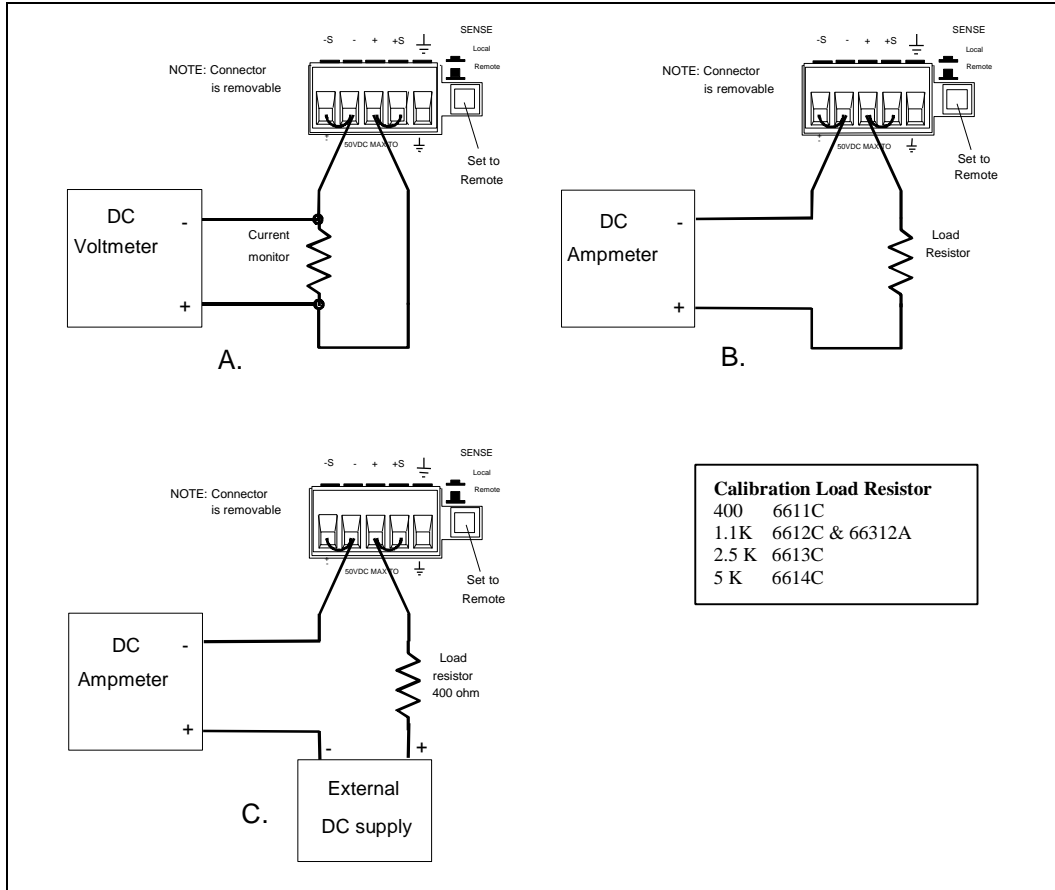 -S - + +S
SENSE
Local
Remote
NOTE: Connector
is removable
50VDC MAX TO
Set to
Remote
DC
Voltmeter
-
+
Current
monitor
A.
-S - + +S
SENSE
Local
Remote
NOTE: Connector
is removable
50VDC MAX TO
Set to
Remote
DC
Ampmeter
-
+
Load
Resistor
B.
-S - + +S
SENSE
Local
Remote
NOTE: Connector
is removable
50VDC MAX TO
Set to
Remote
DC
Ampmeter
-
+
Load
resistor
400 ohm
- +
External
DC supply
C.
Calibration Load Resistor
400 6611C
1.1K 6612C & 66312A
2.5 K 6613C
5 K 6614C